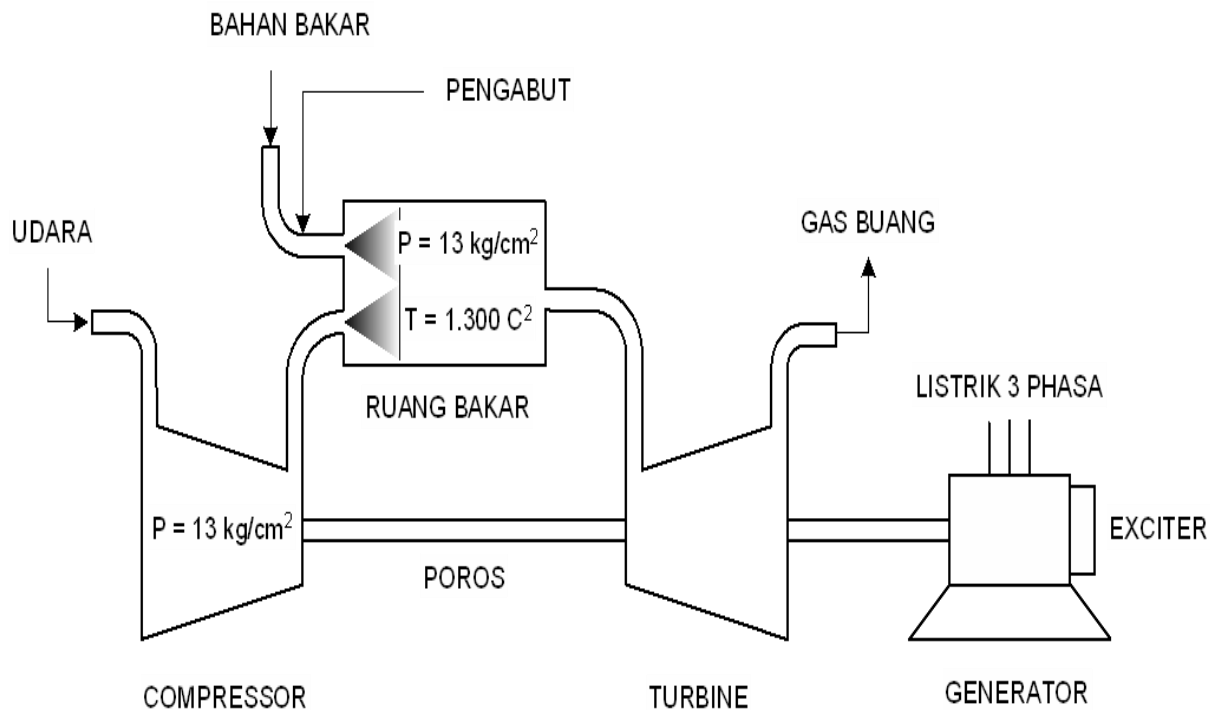 BAHAN BAKAR
PENGABUT
UDARA
P = 13 kg/cm²
GAS BUANG
T = 1.300 C²
LISTRIK 3 PHASA
RUANG BAKAR
P = 13 kg/cm²
EXCITER
POROS
COMPRESSOR
TURBINE
GENERATOR